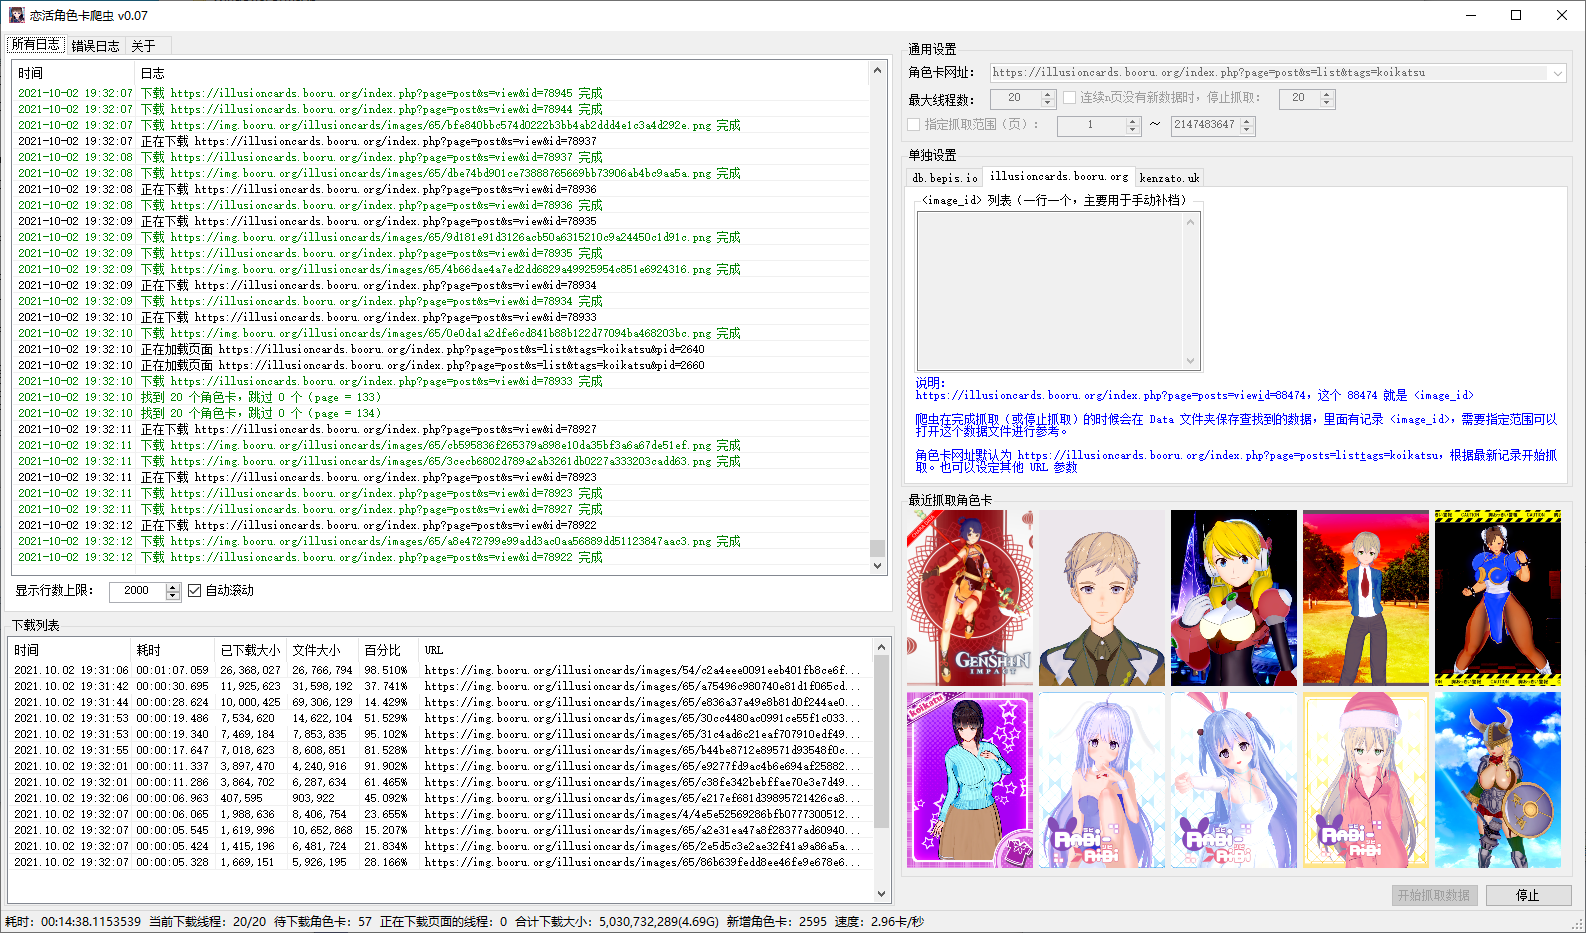 恋活角色卡爬虫 v0.07
所有日志 错误日志 关于
时间 日志
2021-10-02 19:32:07 下载 https://illusioncards.booru.org/index.php?page=post&s=view&id=78945 完成
2021-10-02 19:32:07 下载 https://illusioncards.booru.org/index.php?page=post&s=view&id=78944 完成
2021-10-02 19:32:07 下载 https://img.booru.org/illusioncards/images/65/bfe840bbc574d0222b3bb4ab2ddd4e1c3a4d292e.png 完成
2021-10-02 19:32:07 正在下载 https://illusioncards.booru.org/index.php?page=post&s=view&id=78937
2021-10-02 19:32:08 下载 https://illusioncards.booru.org/index.php?page=post&s=view&id=78937 完成
2021-10-02 19:32:08 下载 https://img.booru.org/illusioncards/images/65/dbe74bd901ce73888765669bb73906ab4bc9aa5a.png 完成
2021-10-02 19:32:08 正在下载 https://illusioncards.booru.org/index.php?page=post&s=view&id=78936
2021-10-02 19:32:08 下载 https://illusioncards.booru.org/index.php?page=post&s=view&id=78936 完成
2021-10-02 19:32:09 正在下载 https://illusioncards.booru.org/index.php?page=post&s=view&id=78935
2021-10-02 19:32:09 下载 https://img.booru.org/illusioncards/images/65/9d181e91d3126acb50a6315210c9a24450c1d91c.png 完成
2021-10-02 19:32:09 下载 https://illusioncards.booru.org/index.php?page=post&s=view&id=78935 完成
2021-10-02 19:32:09 下载 https://img.booru.org/illusioncards/images/65/4b66dae4a7ed2dd6829a49925954c851e6924316.png 完成
2021-10-02 19:32:09 正在下载 https://illusioncards.booru.org/index.php?page=post&s=view&id=78934
2021-10-02 19:32:09 下载 https://illusioncards.booru.org/index.php?page=post&s=view&id=78934 完成
2021-10-02 19:32:10 正在下载 https://illusioncards.booru.org/index.php?page=post&s=view&id=78933
2021-10-02 19:32:10 下载 https://img.booru.org/illusioncards/images/65/0e0da1a2dfe6cd841b88b122d77094ba468203bc.png 完成
2021-10-02 19:32:10 正在加载页面 https://illusioncards.booru.org/index.php?page=post&s=list&tags=koikatsu&pid=2640
2021-10-02 19:32:10 正在加载页面 https://illusioncards.booru.org/index.php?page=post&s=list&tags=koikatsu&pid=2660
2021-10-02 19:32:10 下载 https://illusioncards.booru.org/index.php?page=post&s=view&id=78933 完成
2021-10-02 19:32:10 找到 20 个角色卡，跳过 0 个（page = 133）
2021-10-02 19:32:10 找到 20 个角色卡，跳过 0 个（page = 134）
2021-10-02 19:32:11 正在下载 https://illusioncards.booru.org/index.php?page=post&s=view&id=78927
2021-10-02 19:32:11 下载 https://img.booru.org/illusioncards/images/65/cb595836f265379a898e10da35bf3a6a67de51ef.png 完成
2021-10-02 19:32:11 下载 https://img.booru.org/illusioncards/images/65/3cecb6802d789a2ab3261db0227a333203cadd63.png 完成
2021-10-02 19:32:11 正在下载 https://illusioncards.booru.org/index.php?page=post&s=view&id=78923
2021-10-02 19:32:11 下载 https://illusioncards.booru.org/index.php?page=post&s=view&id=78923 完成
2021-10-02 19:32:11 下载 https://illusioncards.booru.org/index.php?page=post&s=view&id=78927 完成
2021-10-02 19:32:12 正在下载 https://illusioncards.booru.org/index.php?page=post&s=view&id=78922
2021-10-02 19:32:12 下载 https://img.booru.org/illusioncards/images/65/a8e472799e99add3ac0aa56889dd51123847aac3.png 完成
2021-10-02 19:32:12 下载 https://illusioncards.booru.org/index.php?page=post&s=view&id=78922 完成
显示行数上限： 2000 自动滚动
下载列表
时间 耗时 已下载大小 文件大小 百分比 URL
2021.10.02 19:31:06 00:01:07.059 26,368,027 26,766,794 98.510% https://img.booru.org/illusioncards/images/54/c2a4eee0091eeb401fb8ce6f...
2021.10.02 19:31:42 00:00:30.695 11,925,623 31,598,192 37.741% https://img.booru.org/illusioncards/images/65/a75496c980740e81d1f065cd...
2021.10.02 19:31:44 00:00:28.624 10,000,425 69,306,129 14.429% https://img.booru.org/illusioncards/images/65/e836a37a49e8b81d0f244ae0...
2021.10.02 19:31:53 00:00:19.486 7,534,620 14,622,104 51.529% https://img.booru.org/illusioncards/images/65/30cc4480ac0991ce55f1c033...
2021.10.02 19:31:53 00:00:19.340 7,469,184 7,853,835 95.102% https://img.booru.org/illusioncards/images/65/31c4ad6c21eaf707910edf49...
2021.10.02 19:31:55 00:00:17.647 7,018,623 8,608,851 81.528% https://img.booru.org/illusioncards/images/65/b44be8712e89571d93548f0c...
2021.10.02 19:32:01 00:00:11.337 3,897,470 4,240,916 91.902% https://img.booru.org/illusioncards/images/65/e9277fd9ac4b6e694af25882...
2021.10.02 19:32:01 00:00:11.286 3,864,702 6,287,634 61.465% https://img.booru.org/illusioncards/images/65/c38fe342bebffae70e3e7d49...
2021.10.02 19:32:06 00:00:06.963 407,595 903,922 45.092% https://img.booru.org/illusioncards/images/65/e217ef681d39895721426ca8...
2021.10.02 19:32:07 00:00:06.065 1,988,636 8,406,754 23.655% https://img.booru.org/illusioncards/images/4/4e5e52569286bfb0777300512...
2021.10.02 19:32:07 00:00:05.545 1,619,996 10,652,868 15.207% https://img.booru.org/illusioncards/images/65/a2e31ea47a8f28377ad60940...
2021.10.02 19:32:07 00:00:05.424 1,415,196 6,481,724 21.834% https://img.booru.org/illusioncards/images/65/2e5d5c3e2ae32f41a9a86a5a...
2021.10.02 19:32:07 00:00:05.328 1,669,151 5,926,195 28.166% https://img.booru.org/illusioncards/images/65/86b639fedd8ee46fe9e678e6...
通用设置
角色卡网址： https://illusioncards.booru.org/index.php?page=post&s=list&tags=koikatsu
最大线程数： 20 连续n页没有新数据时，停止抓取： 20
指定抓取范围（页）： 1 ~ 2147483647
单独设置
db.bepis.io illusioncards.booru.org kenzato.uk
<image_id> 列表（一行一个，主要用于手动补档）
说明：
https://illusioncards.booru.org/index.php?page=posts=viewid=88474，这个 88474 就是 <image_id>
爬虫在完成抓取（或停止抓取）的时候会在 Data 文件夹保存查找到的数据，里面有记录 <image_id>，需要指定范围可以
打开这个数据文件进行参考。
角色卡网址默认为 https://illusioncards.booru.org/index.php?page=posts=listtags=koikatsu，根据最新记录开始抓
取。也可以设定其他 URL 参数
最近抓取角色卡
GENSHIN
IMPACT
CAUTION
CAUTION
koikatu
AABi-
AiBi
AABi-
AiBi
AABi-
AiBi
开始抓取数据 停止
耗时： 00:14:38.1153539 当前下载线程： 20/20 待下载角色卡： 57 正在下载页面的线程： 0 合计下载大小： 5,030,732,289(4.69G) 新增角色卡： 2595 速度： 2.96卡/秒